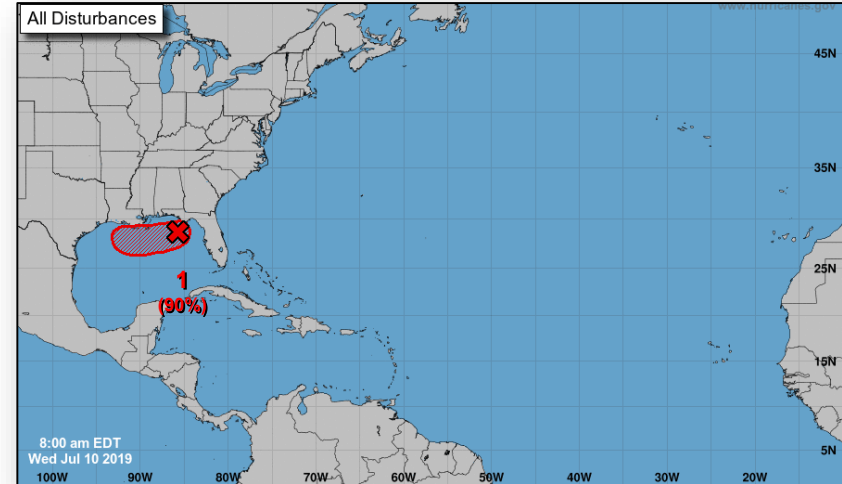 All Disturbances
www.hurricanes.gov
45N
35N
25N
1
(90%)
15N
8:00 am EDT
Wed Jul 10 2019
5N
100W 90W 80W 70W 60W 50W 40W 30W 20W